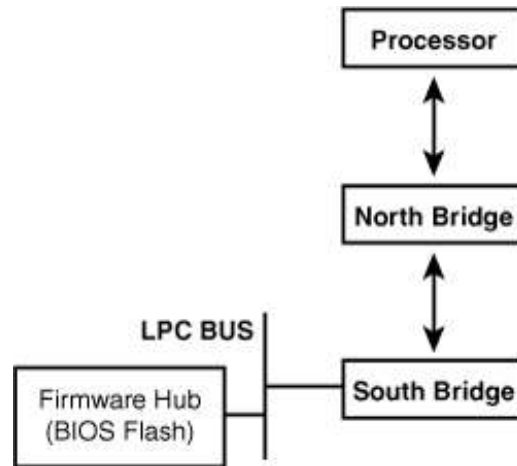 Processor
North Bridge
LPC BUS
South Bridge
Firmware Hub
(BIOS Flash)